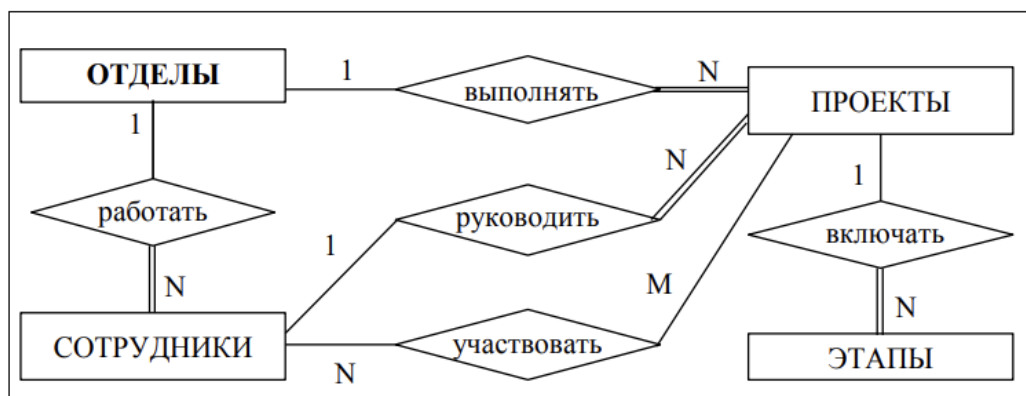 ОТДЕЛЫ
1
выполнять
N
ПРОЕКТЫ
1
работать
N
N
руководить
1
1
включать
N
СОТРУДНИКИ
N
участвовать
M
ЭТАПЫ